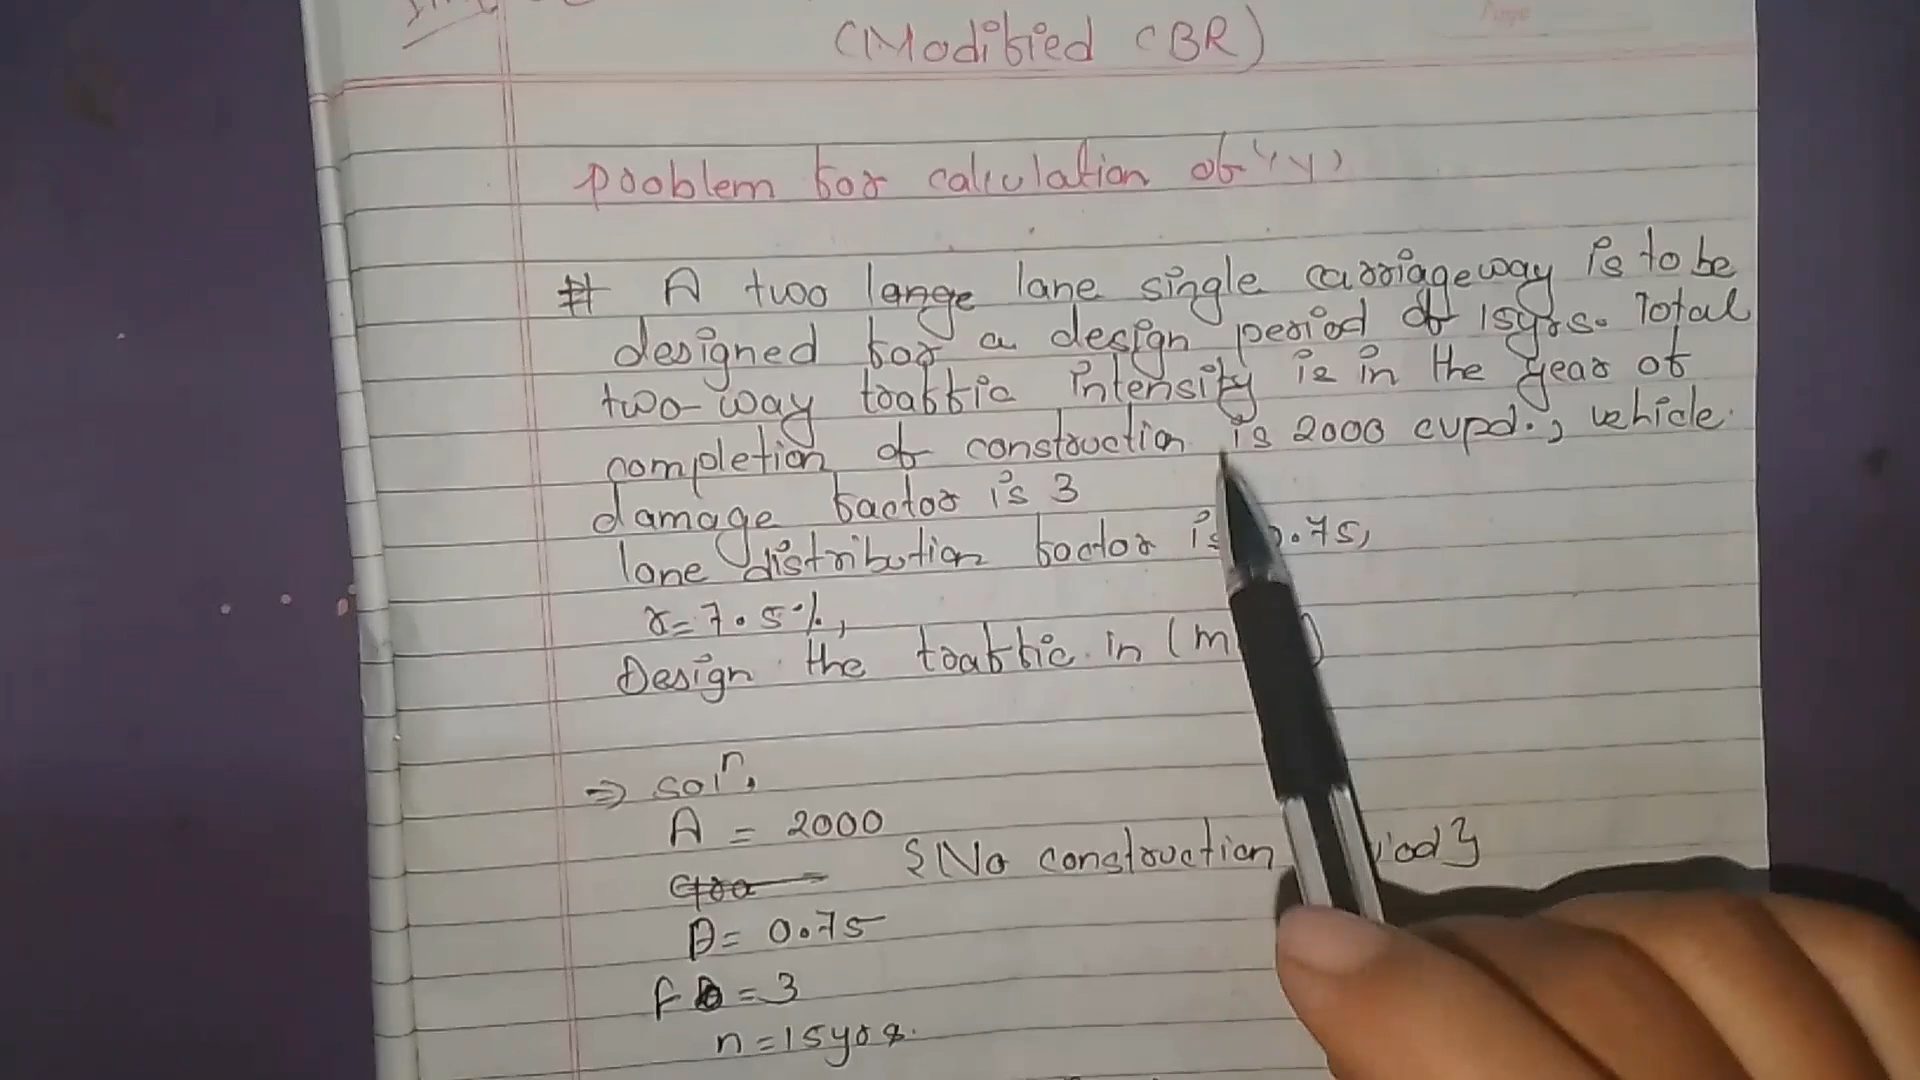 (Modified CBR)
problem for calculation of 'Y'
# A two lange lane single carriageway is to be
designed for a design period of 15yrs. Total
two-way traffic intensity is in the year of
completion of construction is 2000 cvpd., vehicle
damage factor is 3
lane distribution factor is 0.75,
r= 7.5%,
Design the traffic in (m )
⇒ solⁿ,
A = 2000
{No construction }
D= 0.75
F = 3
n=15yrs.